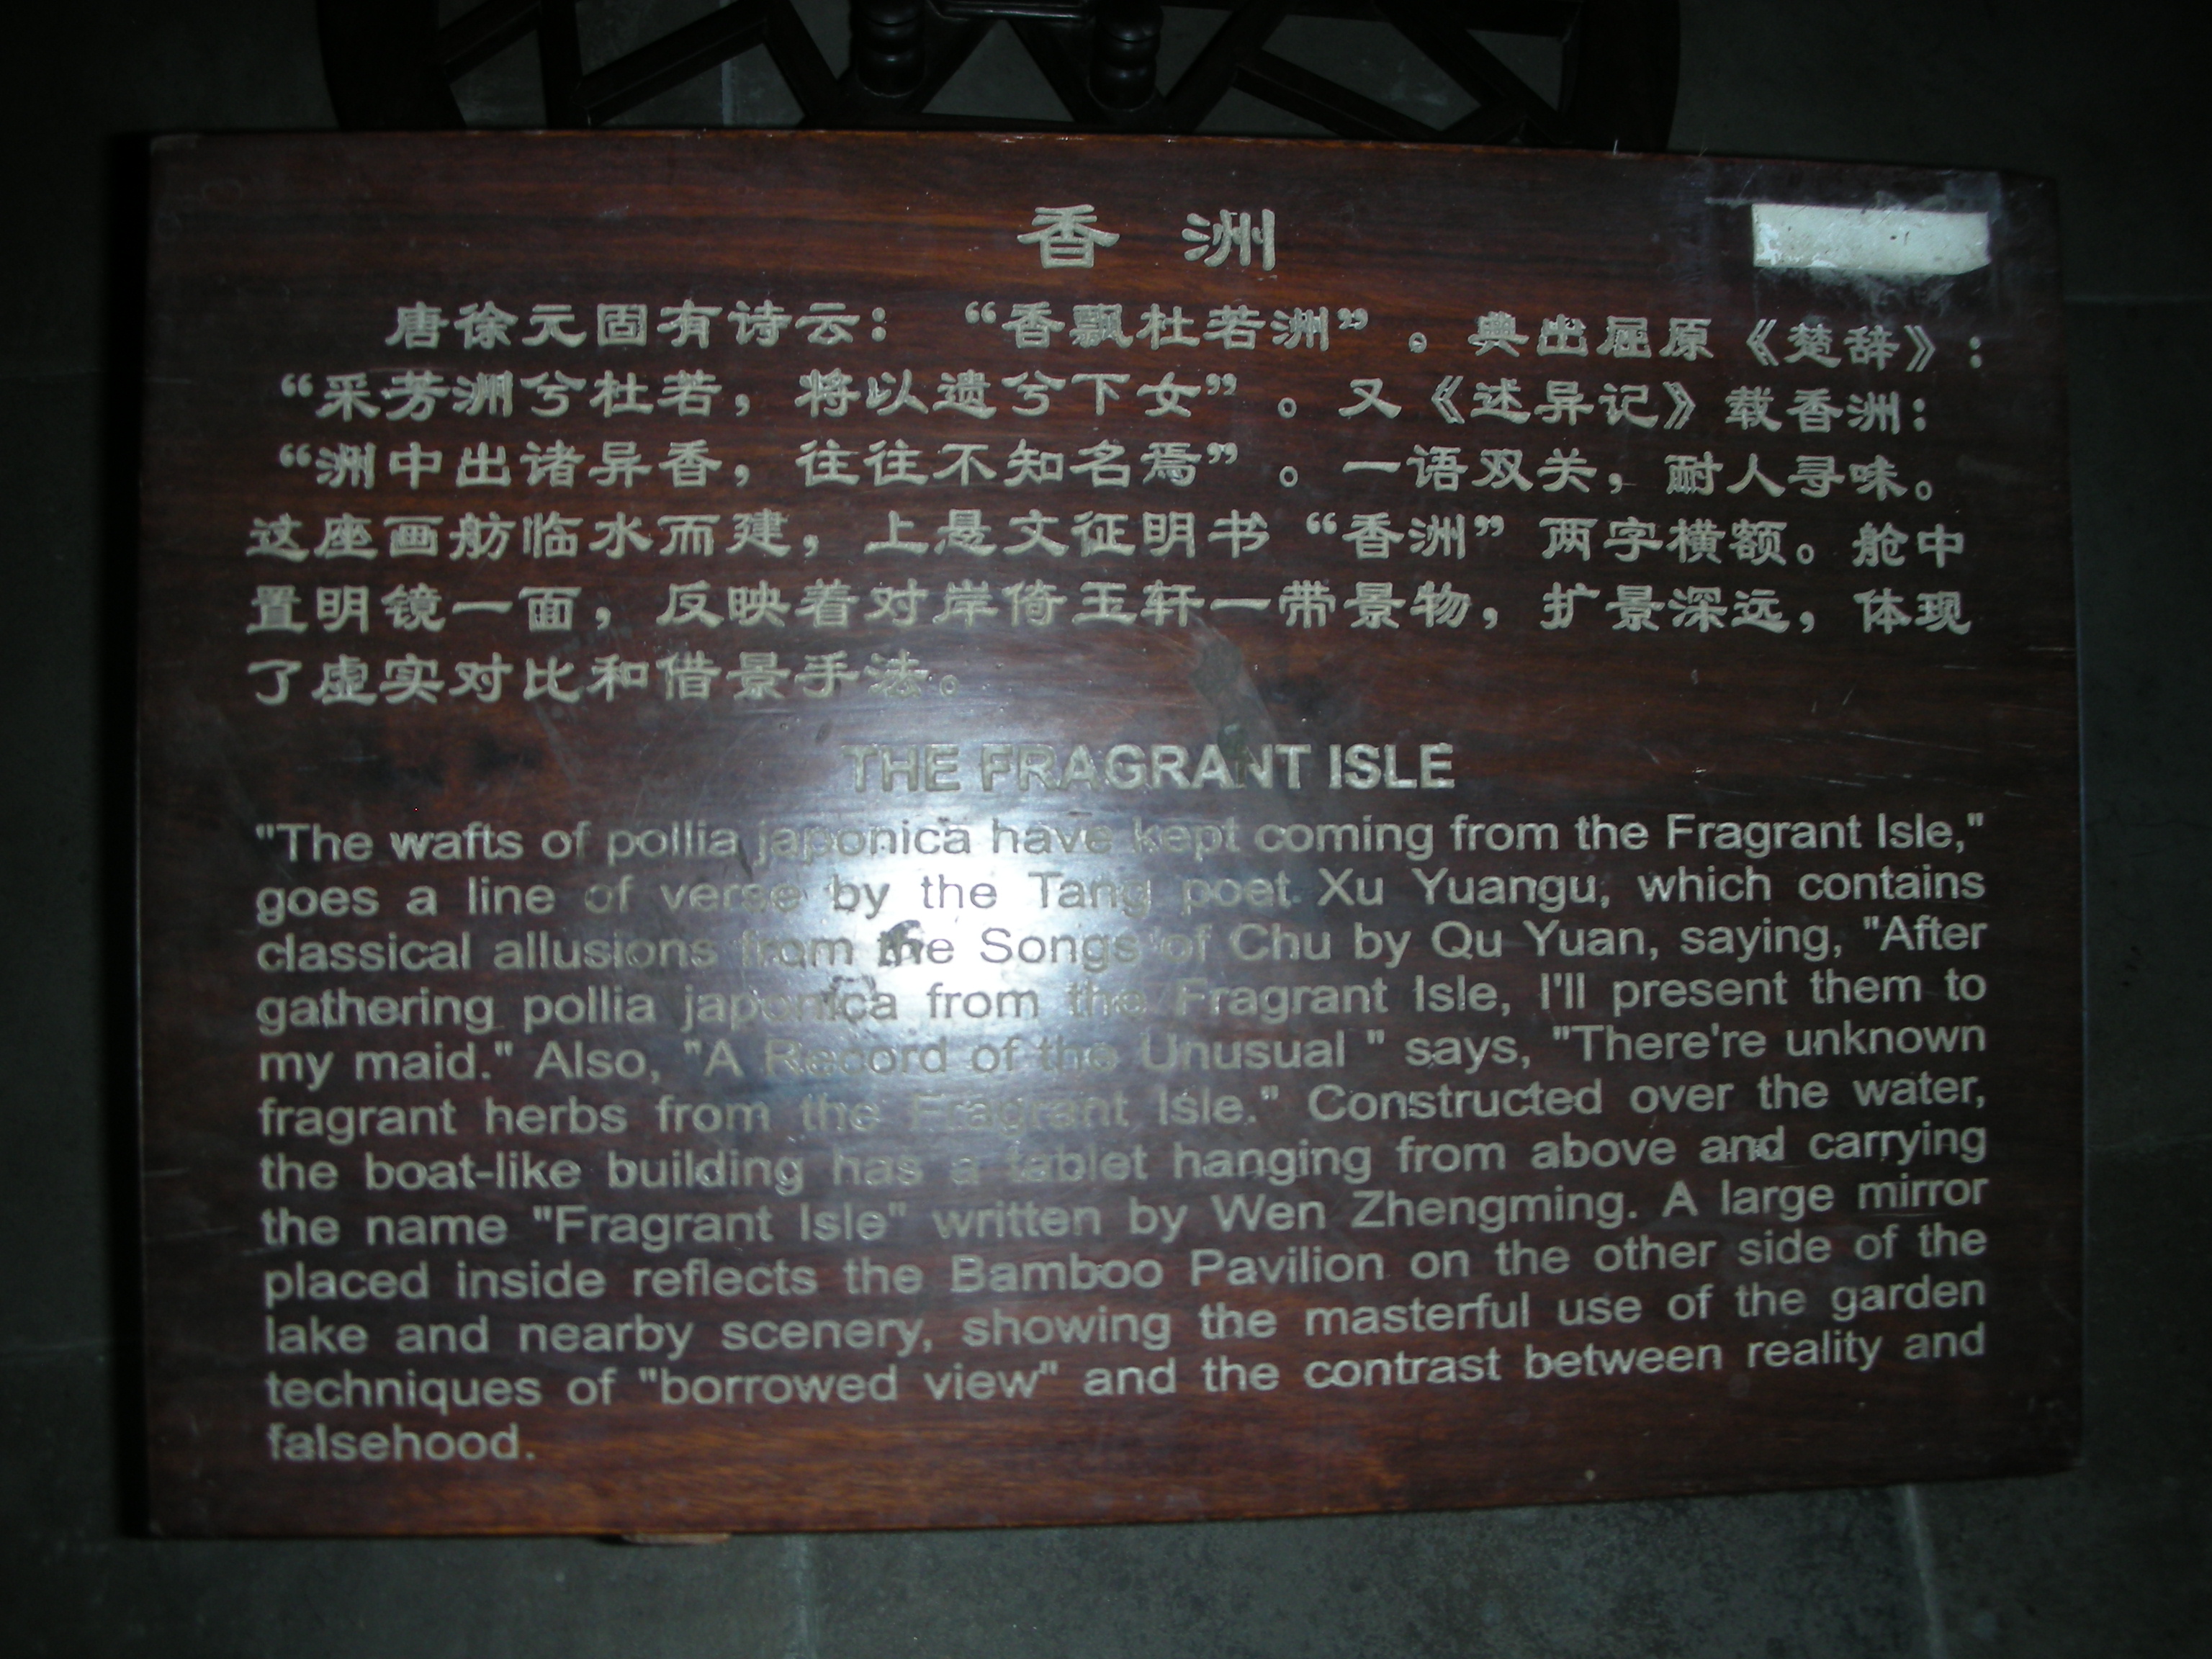 香 洲
唐徐元固有诗云：“香飘杜若洲”。典出屈原《楚辞》：
“采芳洲兮杜若，将以遗兮下女”。又《述异记》载香洲：
“洲中出诸异香，往往不知名焉”。一语双关，耐人寻味。
这座画舫临水而建，上悬文征明书“香洲”两字横额。舱中
置明镜一面，反映着对岸倚玉轩一带景物，扩景深远，体现
了虚实对比和借景手法。
THE FRAGRANT ISLE
"The wafts of pollia japonica have kept coming from the Fragrant Isle,"
goes a line of verse by the Tang poet Xu Yuangu, which contains
classical allusions from the Songs of Chu by Qu Yuan, saying, "After
gathering pollia japonica from the Fragrant Isle, I'll present them to
my maid." Also, "A Record of the Unusual " says, "There're unknown
fragrant herbs from the Fragrant Isle." Constructed over the water,
the boat-like building has a tablet hanging from above and carrying
the name "Fragrant Isle" written by Wen Zhengming. A large mirror
placed inside reflects the Bamboo Pavilion on the other side of the
lake and nearby scenery, showing the masterful use of the garden
techniques of "borrowed view" and the contrast between reality and
falsehood.